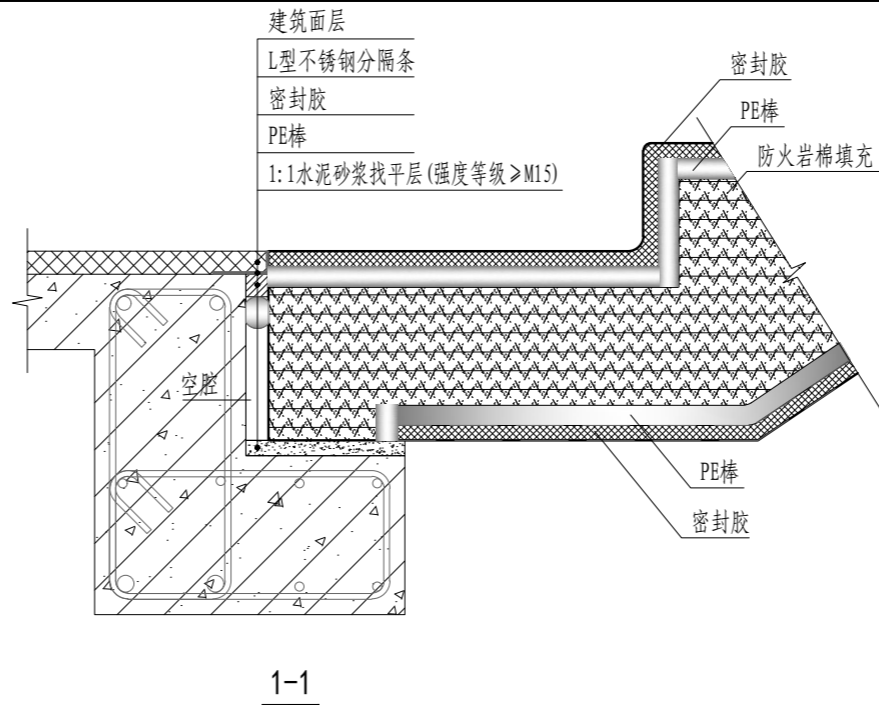 建筑面层
L型不锈钢分隔条
密封胶
PE棒
1:1水泥砂浆找平层(强度等级≥M15)
密封胶
PE棒
防火岩棉填充
空腔
PE棒
密封胶
1-1